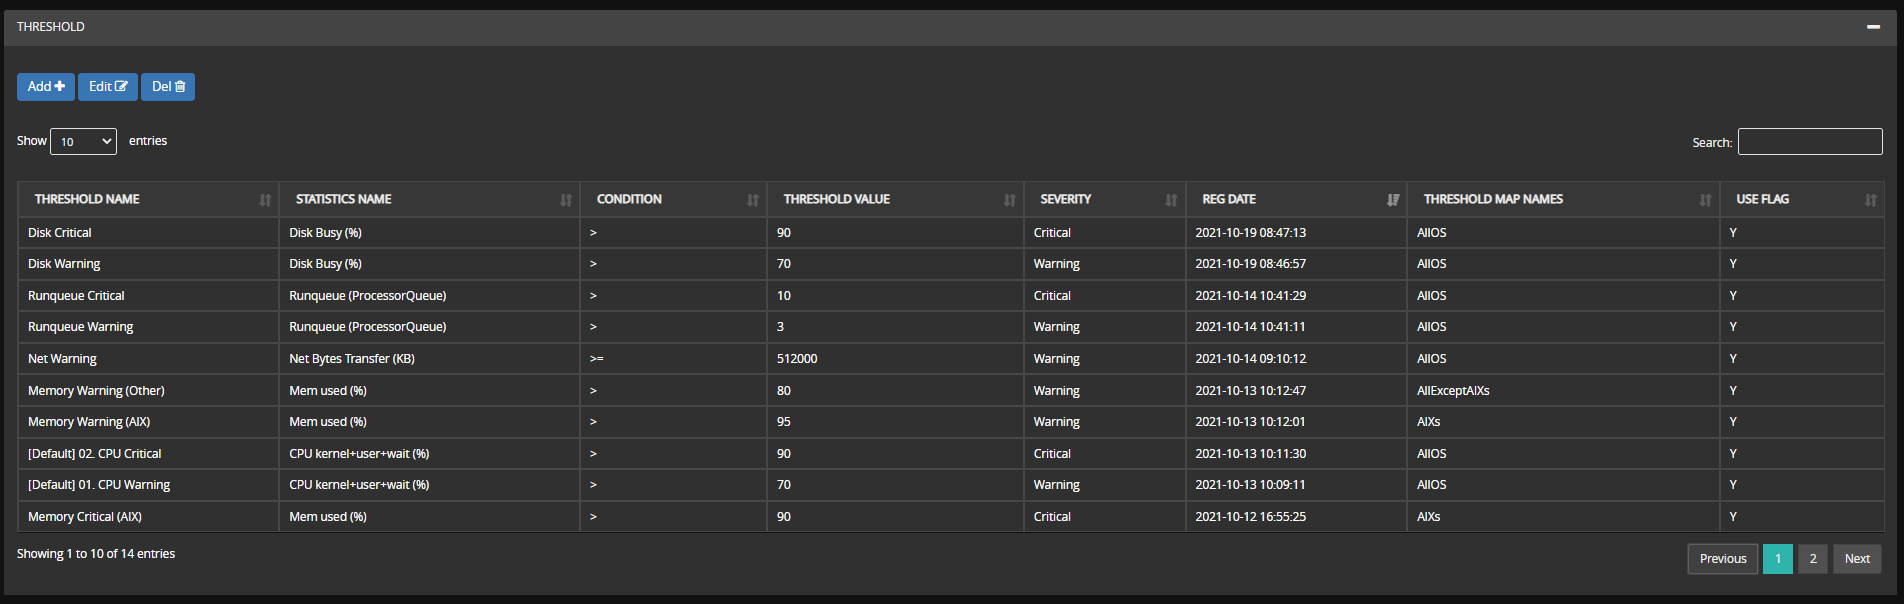 THRESHOLD
Add Edit Del
Show 10 entries Search:
THRESHOLD NAME STATISTICS NAME CONDITION THRESHOLD VALUE SEVERITY REG DATE THRESHOLD MAP NAMES USE FLAG
Disk Critical Disk Busy (%) > 90 Critical 2021-10-19 08:47:13 AllOS Y
Disk Warning Disk Busy (%) > 70 Warning 2021-10-19 08:46:57 AllOS Y
Runqueue Critical Runqueue (ProcessorQueue) > 10 Critical 2021-10-14 10:41:29 AllOS Y
Runqueue Warning Runqueue (ProcessorQueue) > 3 Warning 2021-10-14 10:41:11 AllOS Y
Net Warning Net Bytes Transfer (KB) >= 512000 Warning 2021-10-14 09:10:12 AllOS Y
Memory Warning (Other) Mem used (%) > 80 Warning 2021-10-13 10:12:47 AllExceptAIXs Y
Memory Warning (AIX) Mem used (%) > 95 Warning 2021-10-13 10:12:01 AIXs Y
[Default] 02. CPU Critical CPU kernel+user+wait (%) > 90 Critical 2021-10-13 10:11:30 AllOS Y
[Default] 01. CPU Warning CPU kernel+user+wait (%) > 70 Warning 2021-10-13 10:09:11 AllOS Y
Memory Critical (AIX) Mem used (%) > 90 Critical 2021-10-12 16:55:25 AIXs Y
Showing 1 to 10 of 14 entries Previous 1 2 Next